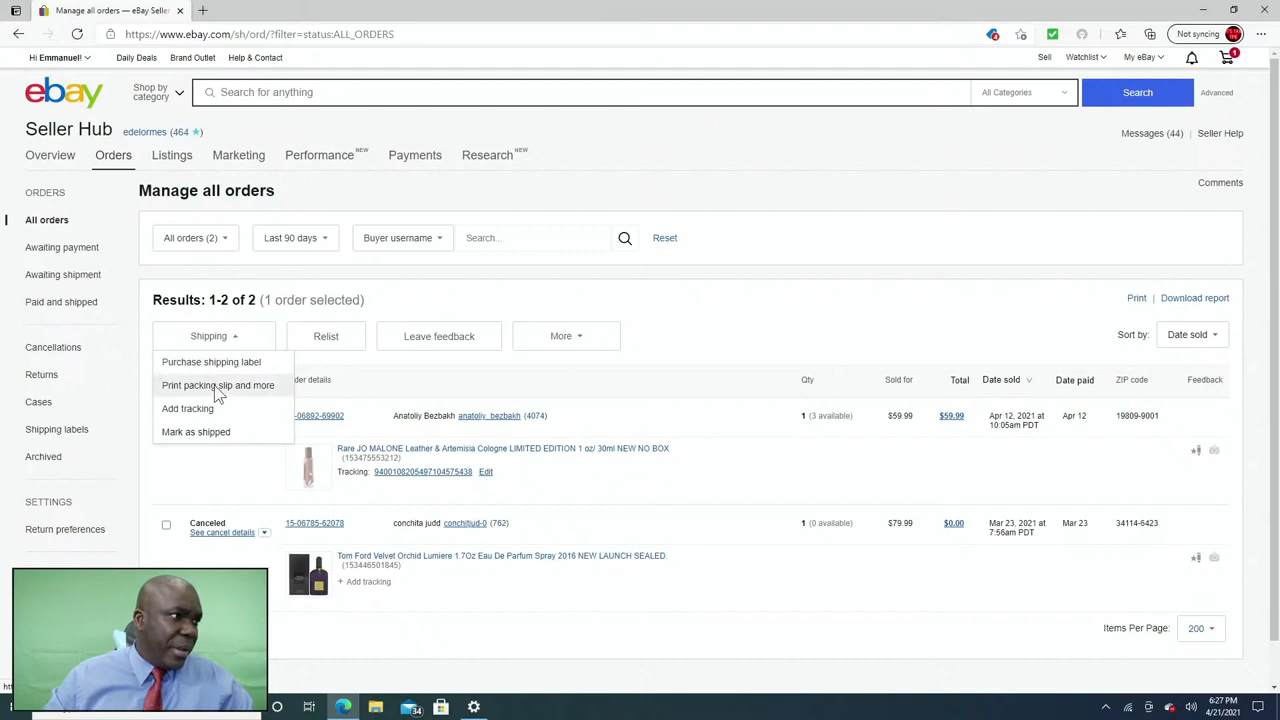 Manage all orders — eBay Seller
https://www.ebay.com/sh/ord/?filter=status:ALL_ORDERS
Not syncing
Hi Emmanuel!
Daily Deals
Brand Outlet
Help & Contact
Sell
Watchlist
My eBay
1
ebay
Shop by category
Search for anything
All Categories
Search
Advanced
Seller Hub
edelormes (464 ★)
Messages (44) | Seller Help
Overview
Orders
Listings
Marketing
Performance NEW
Payments
Research NEW
Comments
ORDERS
All orders
Awaiting payment
Awaiting shipment
Paid and shipped
Cancellations
Returns
Cases
Shipping labels
Archived
SETTINGS
Return preferences
Manage all orders
All orders (2)
Last 90 days
Buyer username
Search...
Reset
Results: 1-2 of 2 (1 order selected)
Print | Download report
Shipping
Relist
Leave feedback
More
Sort by:
Date sold
Purchase shipping label
Print packing slip and more
Add tracking
Mark as shipped
der details
Qty
Sold for
Total
Date sold
Date paid
ZIP code
Feedback
-06892-69902
Anatoliy Bezbakh anatoliy_bezbakh (4074)
1 (3 available)
$59.99
$59.99
Apr 12, 2021 at
10:05am PDT
Apr 12
19809-9001
Rare JO MALONE Leather & Artemisia Cologne LIMITED EDITION 1 oz/ 30ml NEW NO BOX
(153475553212)
Tracking: 9400108205497104575438 Edit
Canceled
See cancel details
15-06785-62078
conchita judd conchitjud-0 (762)
1 (0 available)
$79.99
$0.00
Mar 23, 2021 at
7:56am PDT
Mar 23
34114-6423
Tom Ford Velvet Orchid Lumiere 1.7Oz Eau De Parfum Spray 2016 NEW LAUNCH SEALED.
(153446501845)
+ Add tracking
Items Per Page:
200
34
6:27 PM
4/21/2021